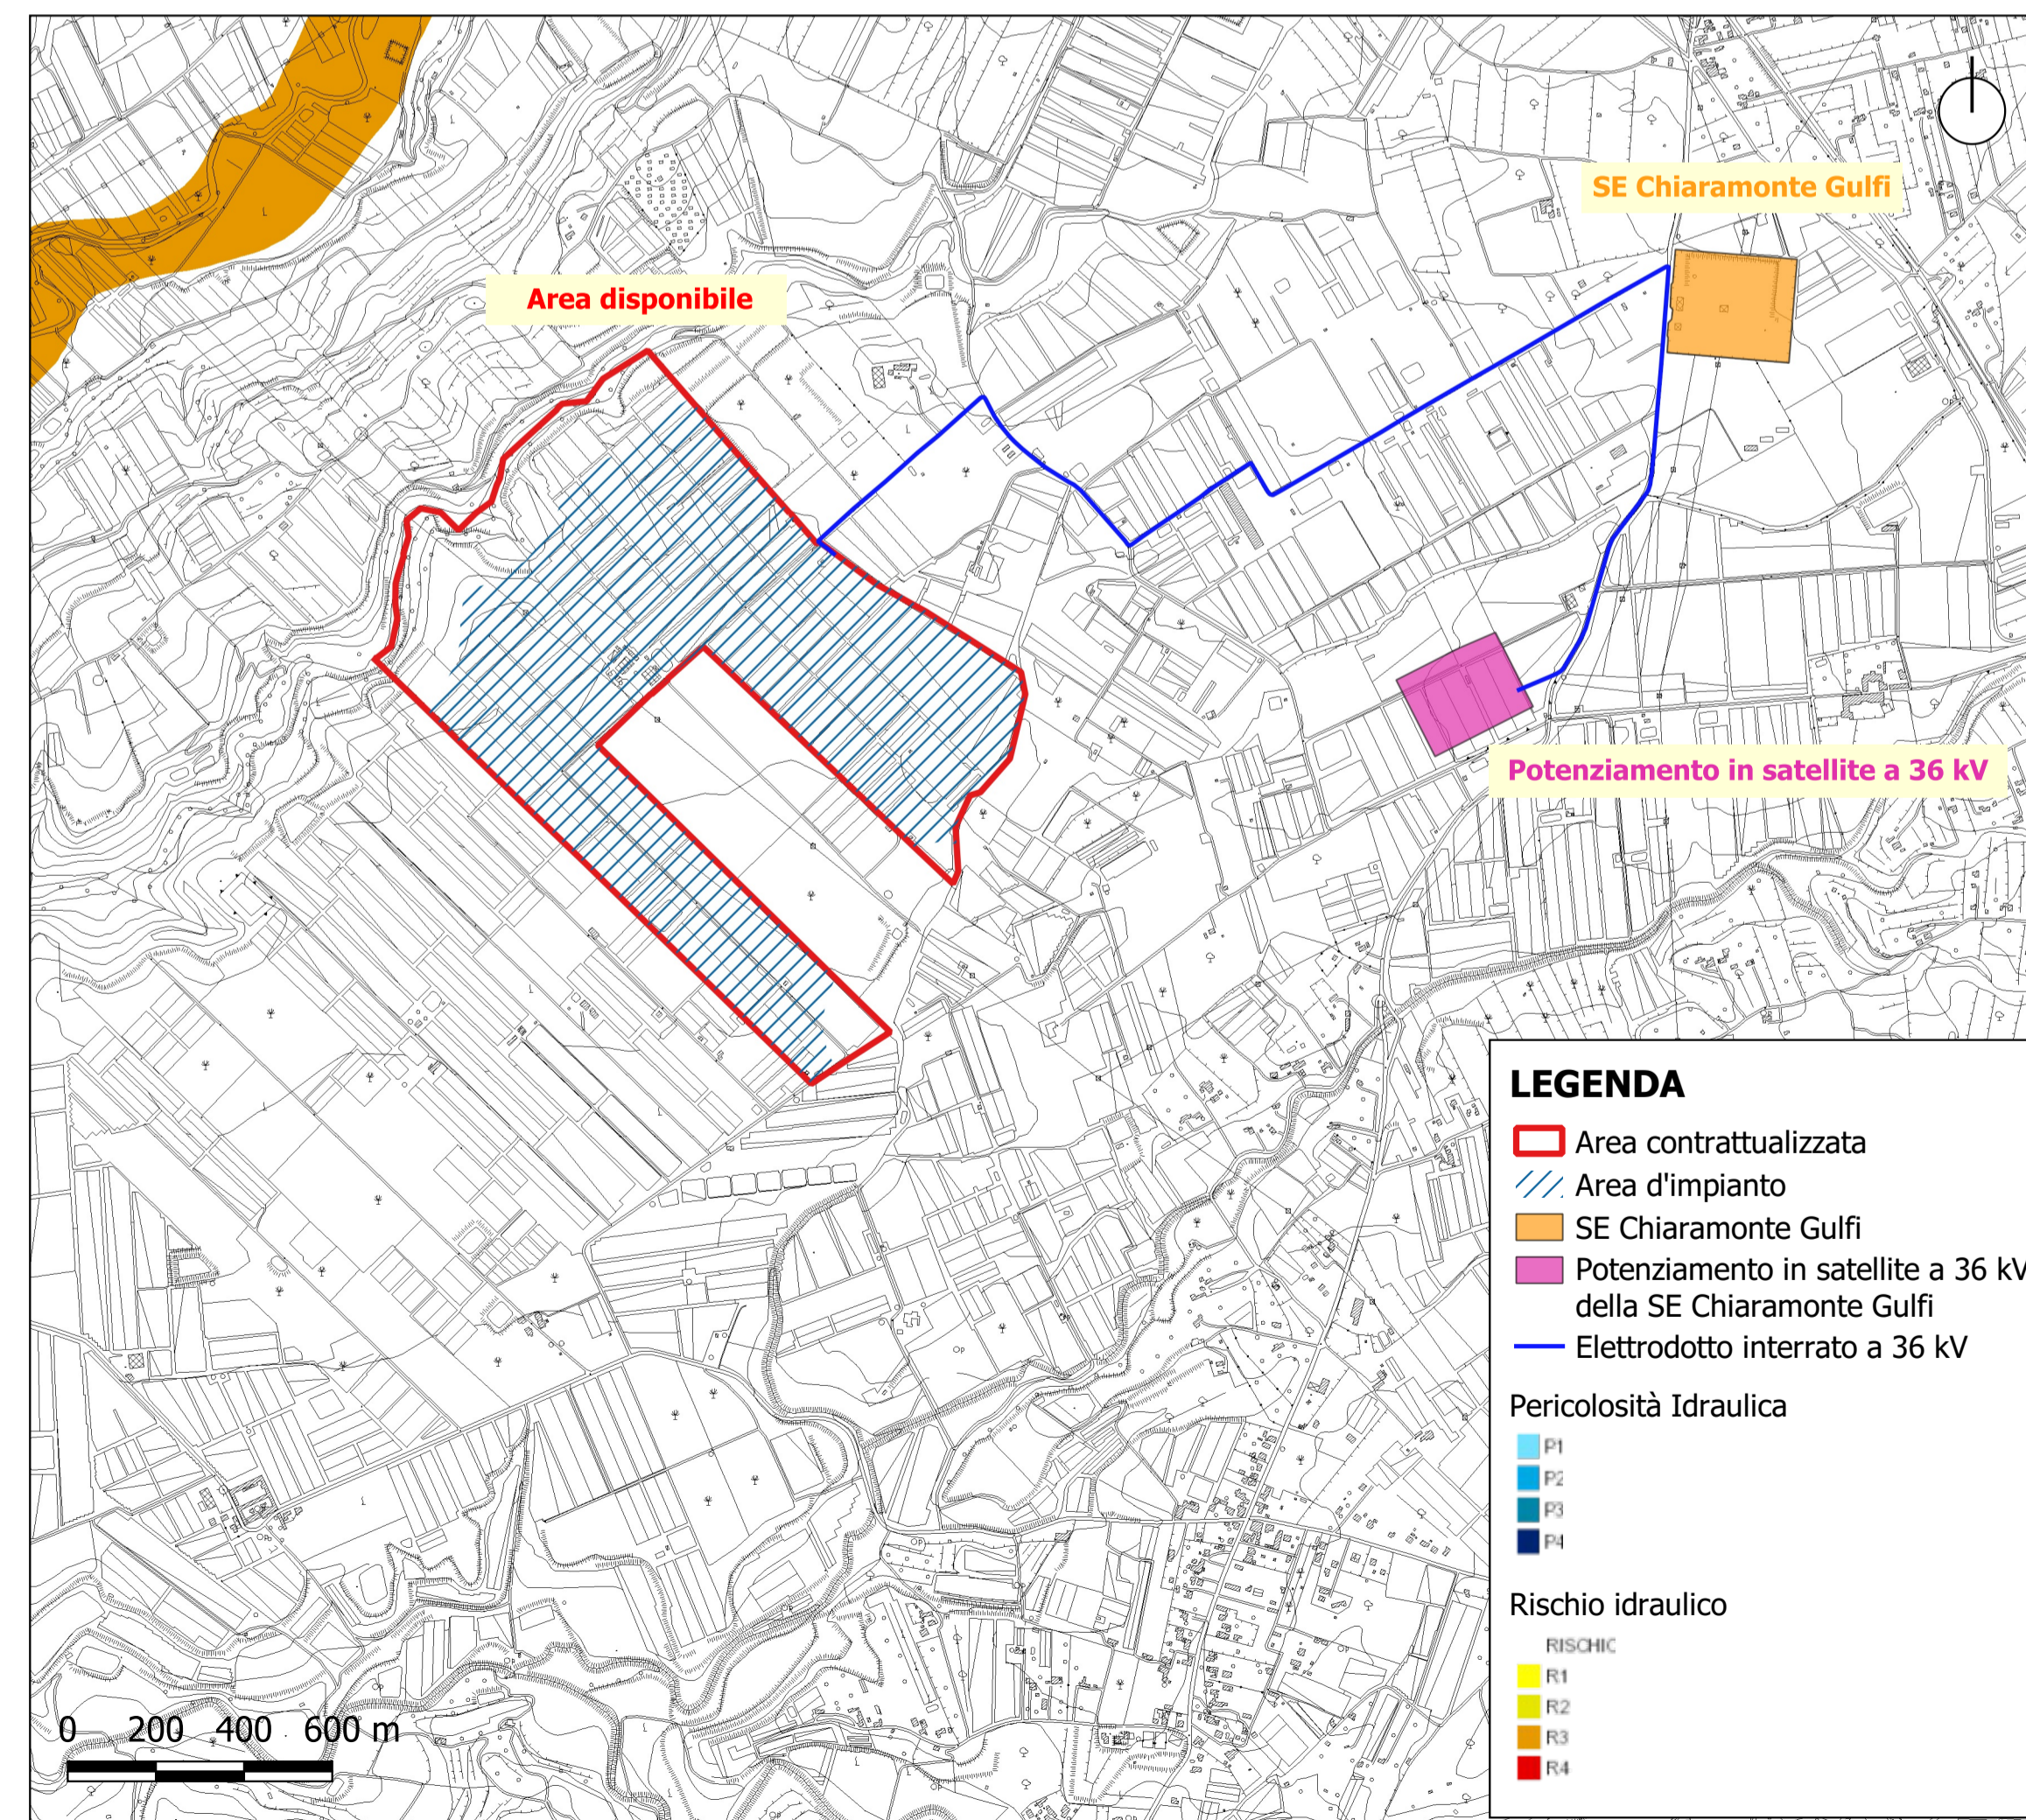 SE Chiaramonte Gulfi
Area disponibile
Potenziamento in satellite a 36 kV
LEGENDA
Area contrattualizzata
Area d'impianto
SE Chiaramonte Gulfi
Potenziamento in satellite a 36 kV
della SE Chiaramonte Gulfi
Elettrodotto interrato a 36 kV
Pericolosità Idraulica
P1
P2
P3
P4
Rischio idraulico
RISCHIO
R1
R2
R3
R4
0 200 400 600 m